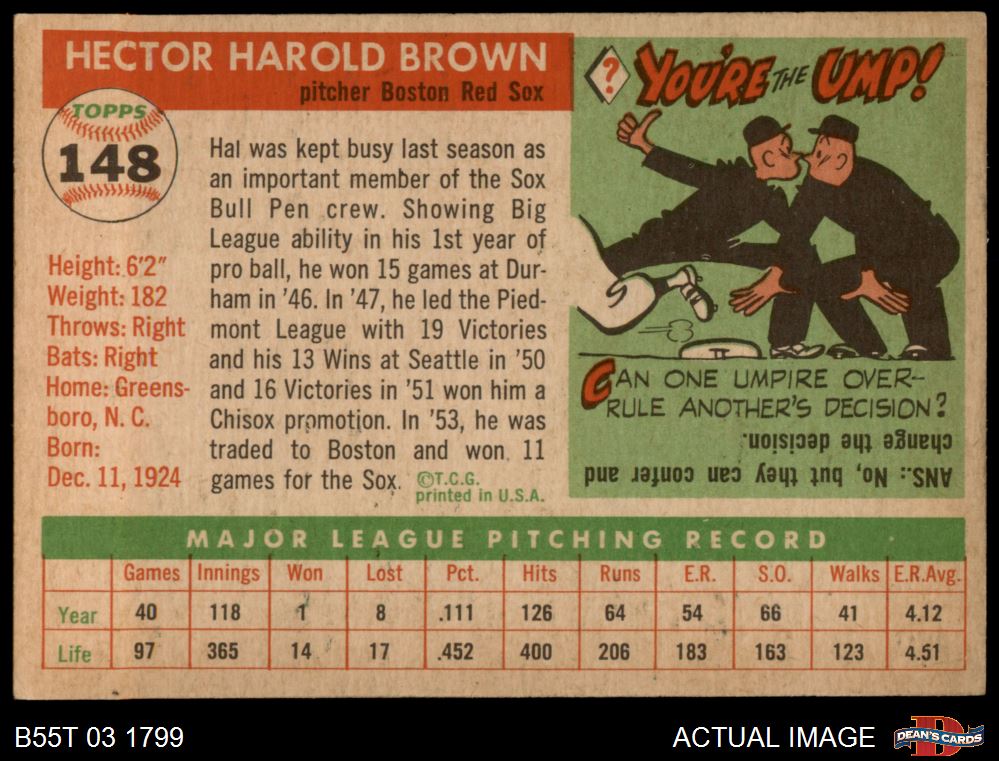 HECTOR HAROLD BROWN
pitcher Boston Red Sox
TOPPS
148
Height: 6'2"
Weight: 182
Throws: Right
Bats: Right
Home: Greens-
boro, N. C.
Born:
Dec. 11, 1924
Hal was kept busy last season as
an important member of the Sox
Bull Pen crew. Showing Big
League ability in his 1st year of
pro ball, he won 15 games at Dur-
ham in '46. In '47, he led the Pied-
mont League with 19 Victories
and his 13 Wins at Seattle in '50
and 16 Victories in '51 won him a
Chisox promotion. In '53, he was
traded to Boston and won 11
games for the Sox.
©T.C.G.
printed in U.S.A.
? YOU'RE THE UMP!
CAN ONE UMPIRE OVER-
RULE ANOTHER'S DECISION?
ANS.: No, but they can confer and
change the decision.
MAJOR LEAGUE PITCHING RECORD
Games Innings Won Lost Pct. Hits Runs E.R. S.O. Walks E.R.Avg.
Year 40 118 1 8 .111 126 64 54 66 41 4.12
Life 97 365 14 17 .452 400 206 183 163 123 4.51
B55T 03 1799
ACTUAL IMAGE
DEAN'S CARDS